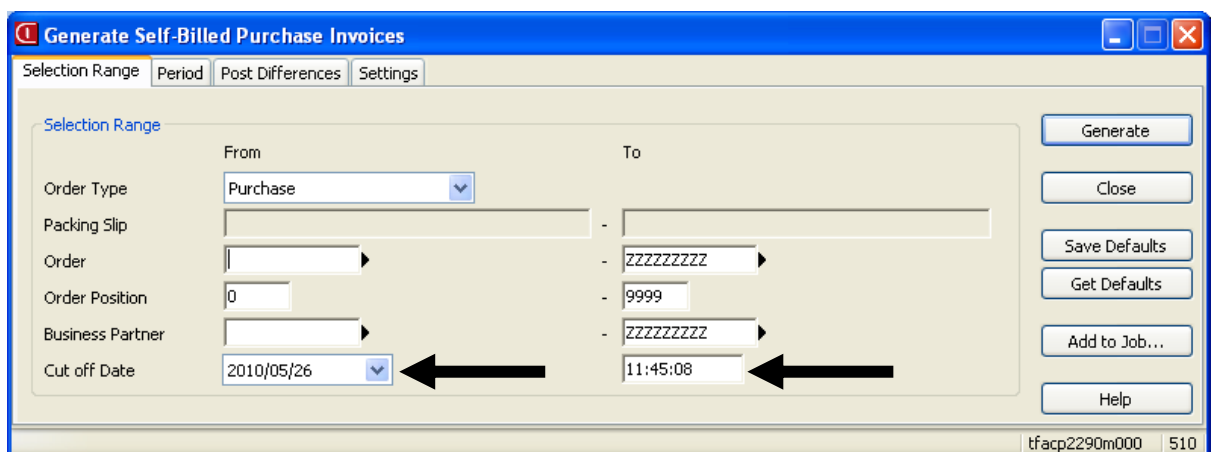 Generate Self-Billed Purchase Invoices
Selection Range Period Post Differences Settings
Selection Range
From To
Order Type Purchase
Packing Slip -
Order - ZZZZZZZZZ
Order Position 0 - 9999
Business Partner - ZZZZZZZZZ
Cut off Date 2010/05/26 11:45:08
Generate
Close
Save Defaults
Get Defaults
Add to Job...
Help
tfacp2290m000 510